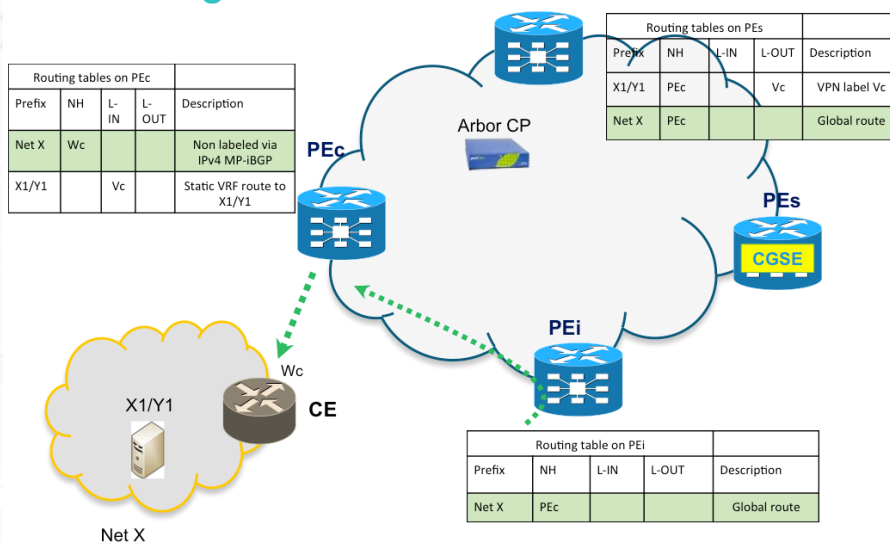 Routing tables on PEs
Prefix NH L-IN L-OUT Description
X1/Y1 PEc Vc VPN label Vc
Net X PEc Global route
Routing tables on PEc
Prefix NH L-
IN L-
OUT Description
Net X Wc Non labeled via
IPv4 MP-iBGP
X1/Y1 Vc Static VRF route to
X1/Y1
Arbor CP
PEc
PEs
CGSE
PEi
Wc
CE
X1/Y1
Net X
Routing table on PEi
Prefix NH L-IN L-OUT Description
Net X PEc Global route